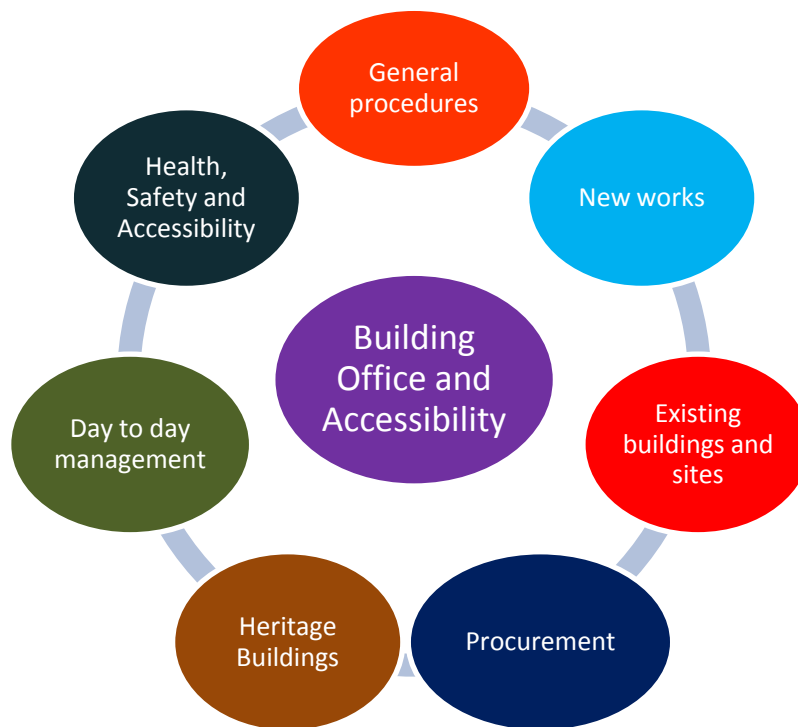 General
procedures
New works
Existing
buildings and
sites
Procurement
Heritage
Buildings
Day to day
management
Health,
Safety and
Accessibility
Building
Office and
Accessibility